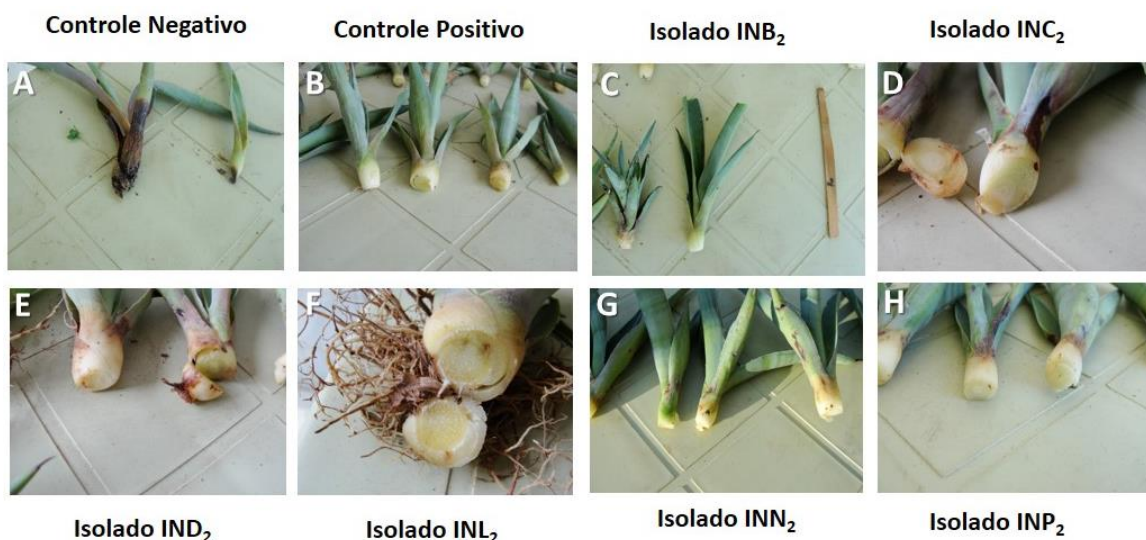 Controle Negativo
Controle Positivo
Isolado INB₂
Isolado INC₂
A
B
C
D
E
F
G
H
Isolado IND₂
Isolado INL₂
Isolado INN₂
Isolado INP₂